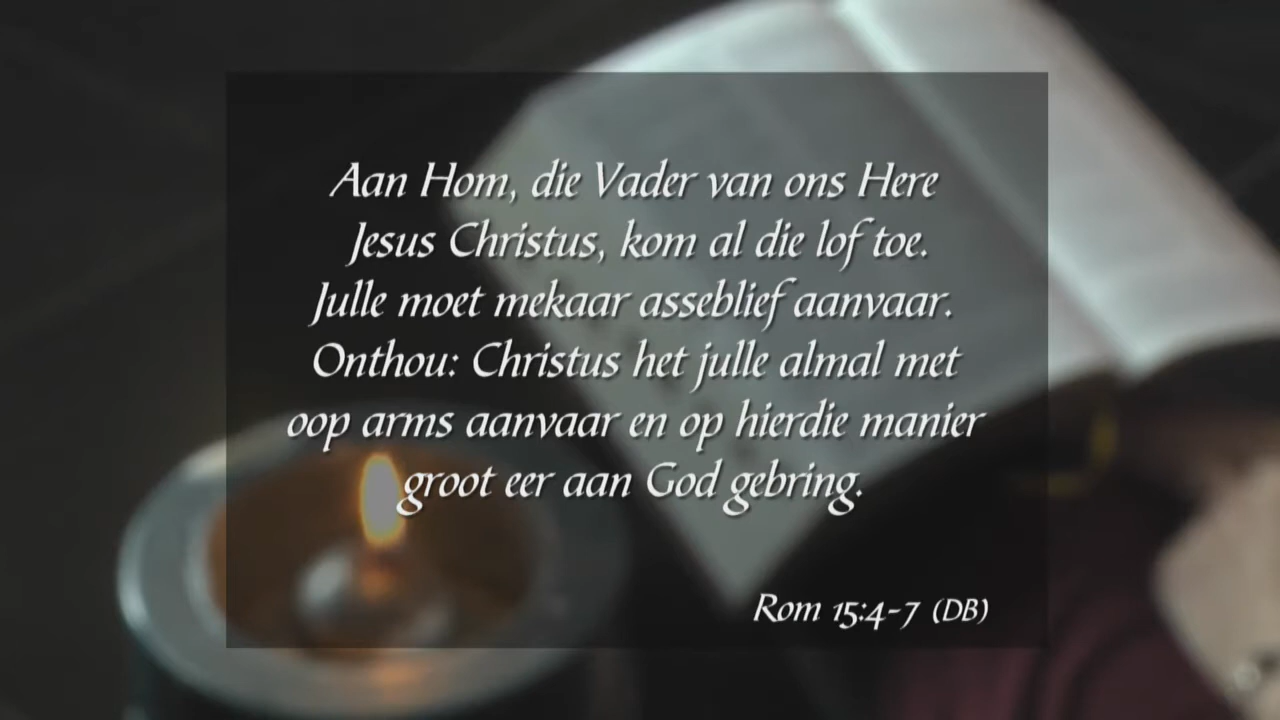 Aan Hom, die Vader van ons Here
Jesus Christus, kom al die lof toe.
Julle moet mekaar asseblief aanvaar.
Onthou: Christus het julle almal met
oop arms aanvaar en op hierdie manier
groot eer aan God gebring.
Rom 15:4-7 (DB)